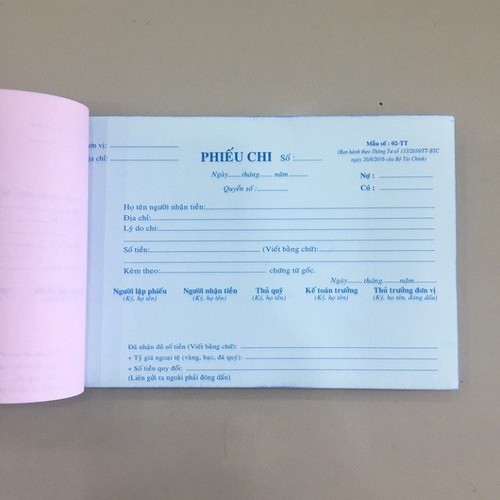 đơn vị:
địa chỉ:
PHIẾU CHI Số :
Mẫu số : 02-TT
(Ban hành theo Thông Tư số 133/2016/TT-BTC
ngày 26/8/2016 của Bộ Tài Chính)
Ngày......tháng ......năm
Quyển số :
Nợ :
Có :
Họ tên người nhận tiền:
Địa chỉ:
Lý do chi:
Số tiền: (Viết bằng chữ):
Kèm theo: chứng từ gốc.
Ngày......tháng ......năm
Người lập phiếu Người nhận tiền Thủ quỹ Kế toán trưởng Thủ trưởng đơn vị
(Ký, họ tên) (Ký, họ tên) (Ký, họ tên) (Ký, họ tên) (Ký, họ tên, đóng dấu)
Đã nhận đủ số tiền (Viết bằng chữ):
+ Tỷ giá ngoại tệ (vàng, bạc, đá quý):
+ Số tiền quy đổi:
(Liên gửi ra ngoài phải đóng dấu)